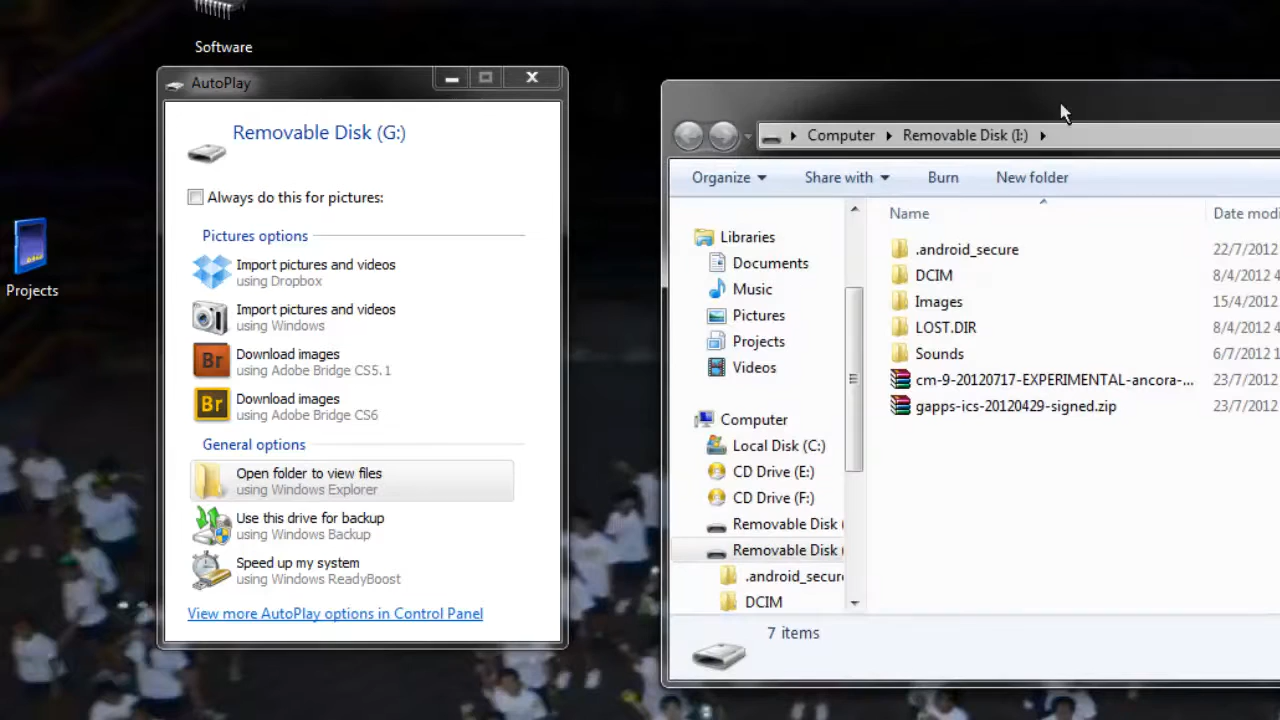 Software
Projects
AutoPlay
Removable Disk (G:)
Always do this for pictures:
Pictures options
Import pictures and videos
using Dropbox
Import pictures and videos
using Windows
Br
Download images
using Adobe Bridge CS5.1
Br
Download images
using Adobe Bridge CS6
General options
Open folder to view files
using Windows Explorer
Use this drive for backup
using Windows Backup
Speed up my system
using Windows ReadyBoost
View more AutoPlay options in Control Panel
Computer Removable Disk (I:)
Organize Share with Burn New folder
Libraries
Documents
Music
Pictures
Projects
Videos
Computer
Local Disk (C:)
CD Drive (E:)
CD Drive (F:)
Removable Disk (
Removable Disk (
.android_secure
DCIM
Name Date modi
.android_secure 22/7/2012
DCIM 8/4/2012 4
Images 15/4/2012
LOST.DIR 8/4/2012
Sounds 6/7/2012 1
cm-9-20120717-EXPERIMENTAL-ancora-... 23/7/2012
gapps-ics-20120429-signed.zip 23/7/2012
7 items